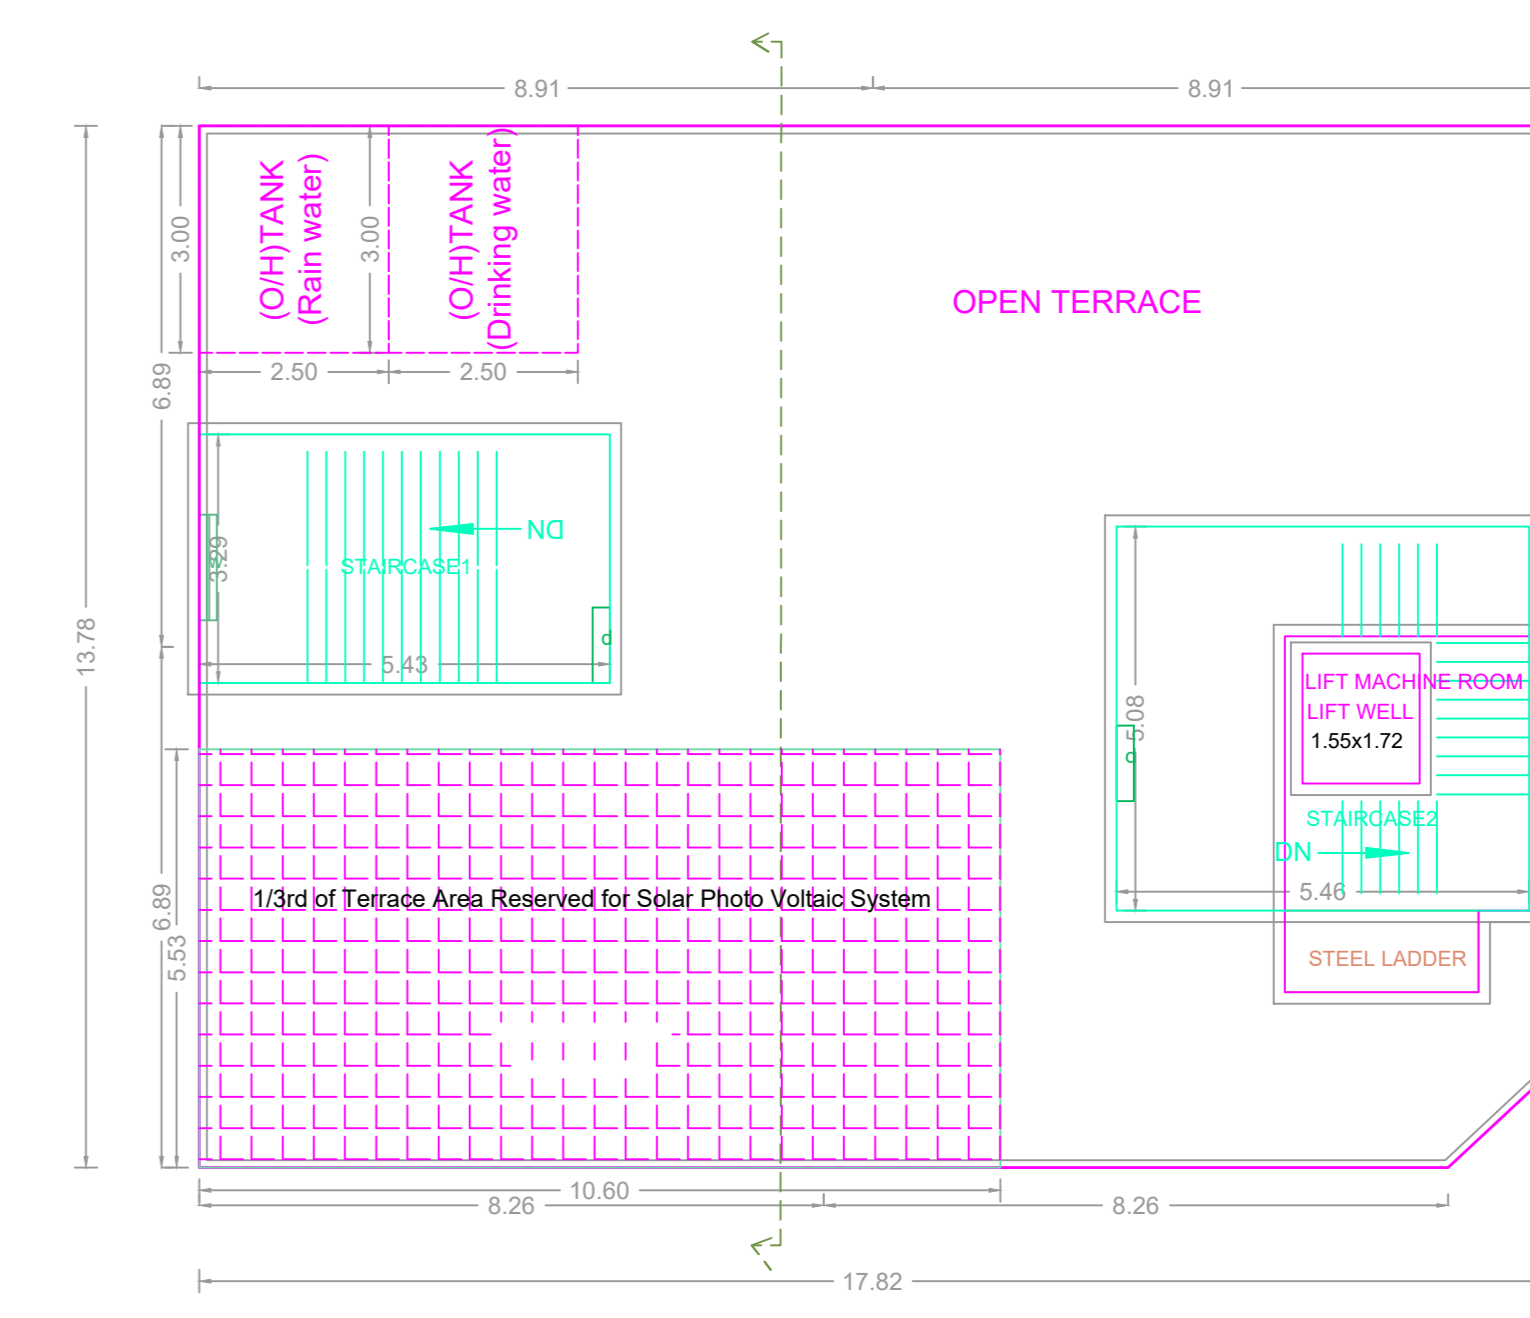 8.91
8.91
(O/H)TANK
(Rain water)
(O/H)TANK
(Drinking water)
3.00
3.00
OPEN TERRACE
2.50
2.50
6.89
13.78
DN
STAIRCASE1
3.29
d
5.43
LIFT MACHINE ROOM
LIFT WELL
1.55x1.72
5.08
d
STAIRCASE2
DN
5.46
STEEL LADDER
1/3rd of Terrace Area Reserved for Solar Photo Voltaic System
6.89
5.53
10.60
8.26
8.26
17.82